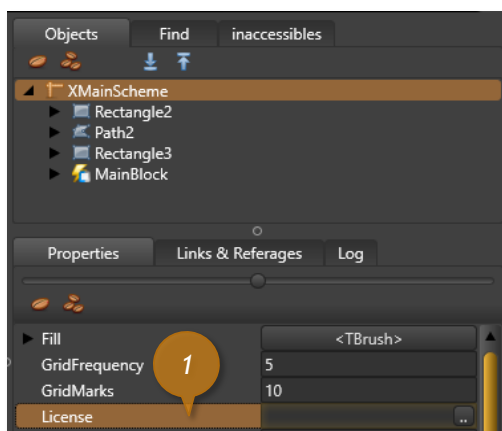 Objects Find inaccessibles
XMainScheme
Rectangle2
Path2
Rectangle3
MainBlock
Properties Links & Referages Log
Fill <TBrush>
GridFrequency 5
GridMarks 10
1
License ..